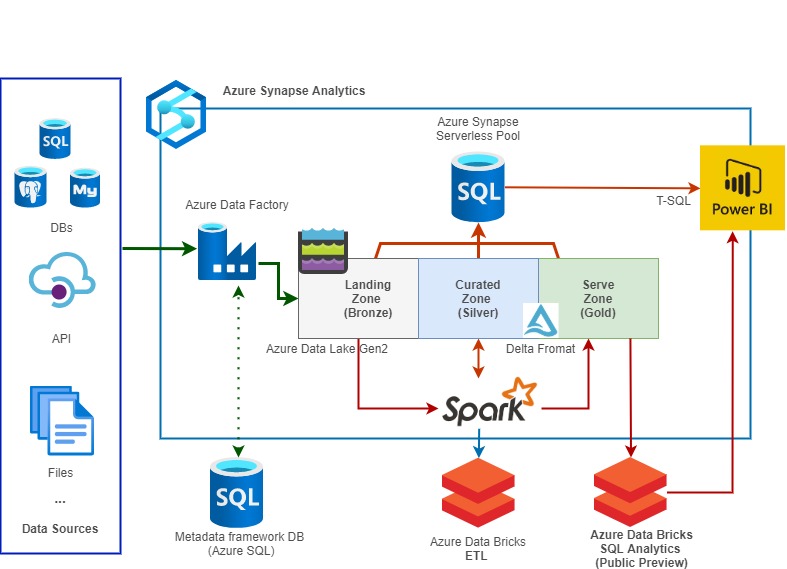 Azure Synapse Analytics
Azure Synapse
Serverless Pool
SQL
SQL
My
DBs
API
Files
...
Data Sources
Azure Data Factory
T-SQL
Power BI
Landing
Zone
(Bronze)
Curated
Zone
(Silver)
Serve
Zone
(Gold)
Azure Data Lake Gen2
Delta Fromat
Spark
SQL
Metadata framework DB
(Azure SQL)
Azure Data Bricks
ETL
Azure Data Bricks
SQL Analytics
(Public Preview)